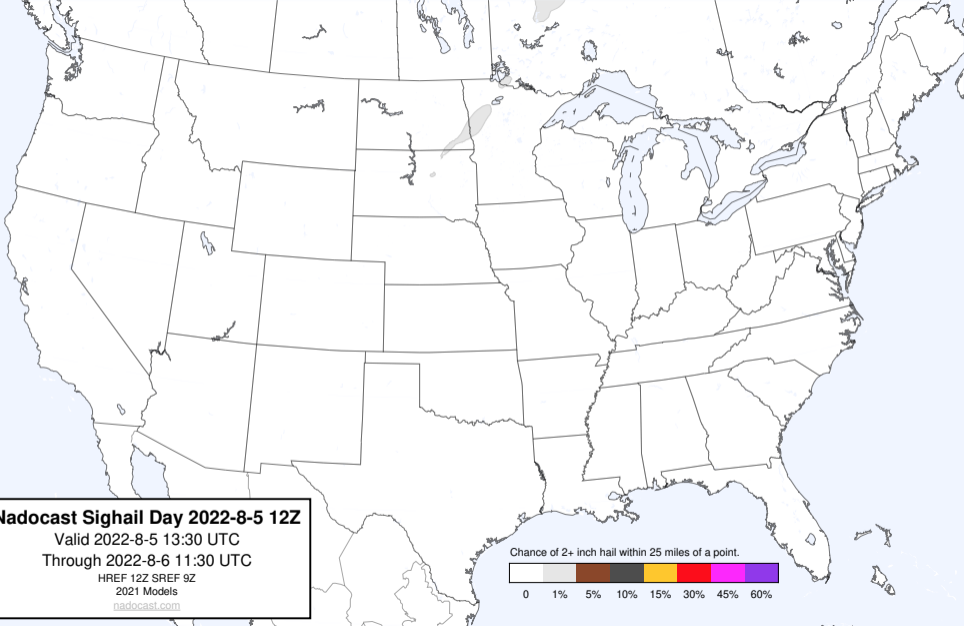 Nadocast Sighail Day 2022-8-5 12Z
Valid 2022-8-5 13:30 UTC
Through 2022-8-6 11:30 UTC
HREF 12Z SREF 9Z
2021 Models
nadocast.com
Chance of 2+ inch hail within 25 miles of a point.
0 1% 5% 10% 15% 30% 45% 60%